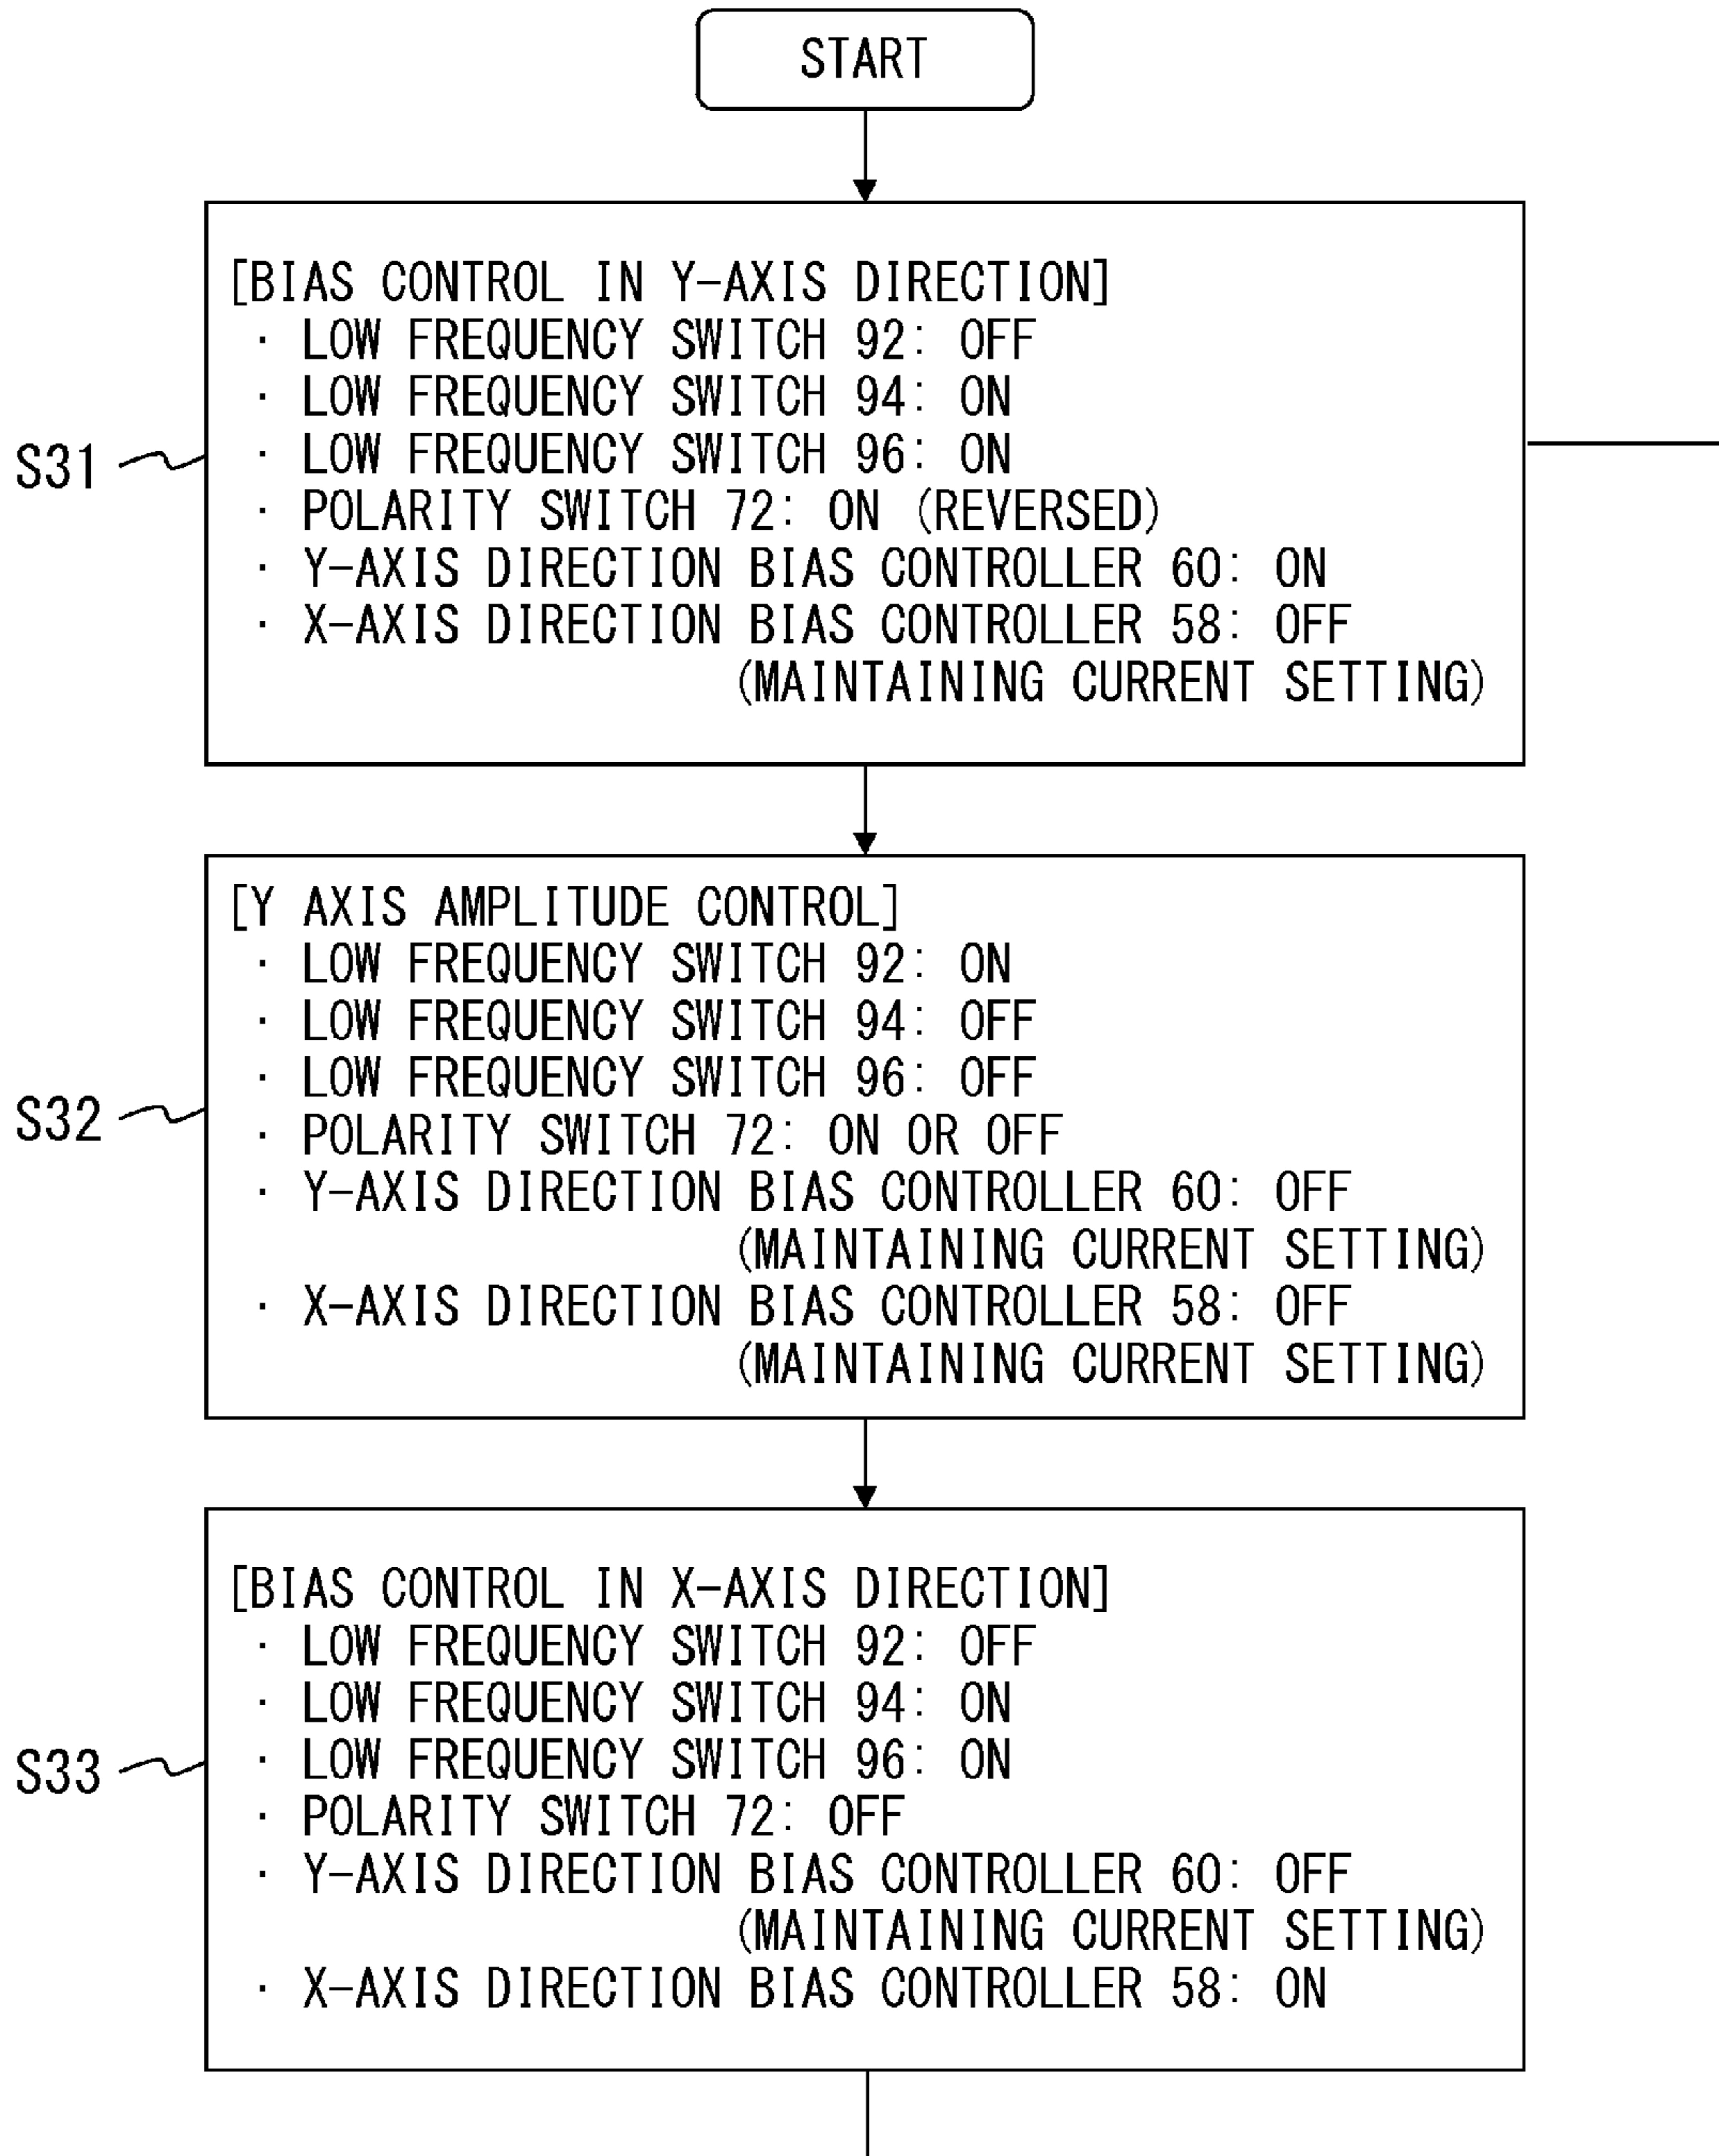 START
[BIAS CONTROL IN Y-AXIS DIRECTION]
· LOW FREQUENCY SWITCH 92: OFF
· LOW FREQUENCY SWITCH 94: ON
· LOW FREQUENCY SWITCH 96: ON
· POLARITY SWITCH 72: ON (REVERSED)
· Y-AXIS DIRECTION BIAS CONTROLLER 60: ON
· X-AXIS DIRECTION BIAS CONTROLLER 58: OFF
(MAINTAINING CURRENT SETTING)
S31
[Y AXIS AMPLITUDE CONTROL]
· LOW FREQUENCY SWITCH 92: ON
· LOW FREQUENCY SWITCH 94: OFF
· LOW FREQUENCY SWITCH 96: OFF
· POLARITY SWITCH 72: ON OR OFF
· Y-AXIS DIRECTION BIAS CONTROLLER 60: OFF
(MAINTAINING CURRENT SETTING)
· X-AXIS DIRECTION BIAS CONTROLLER 58: OFF
(MAINTAINING CURRENT SETTING)
S32
[BIAS CONTROL IN X-AXIS DIRECTION]
· LOW FREQUENCY SWITCH 92: OFF
· LOW FREQUENCY SWITCH 94: ON
· LOW FREQUENCY SWITCH 96: ON
· POLARITY SWITCH 72: OFF
· Y-AXIS DIRECTION BIAS CONTROLLER 60: OFF
(MAINTAINING CURRENT SETTING)
· X-AXIS DIRECTION BIAS CONTROLLER 58: ON
S33